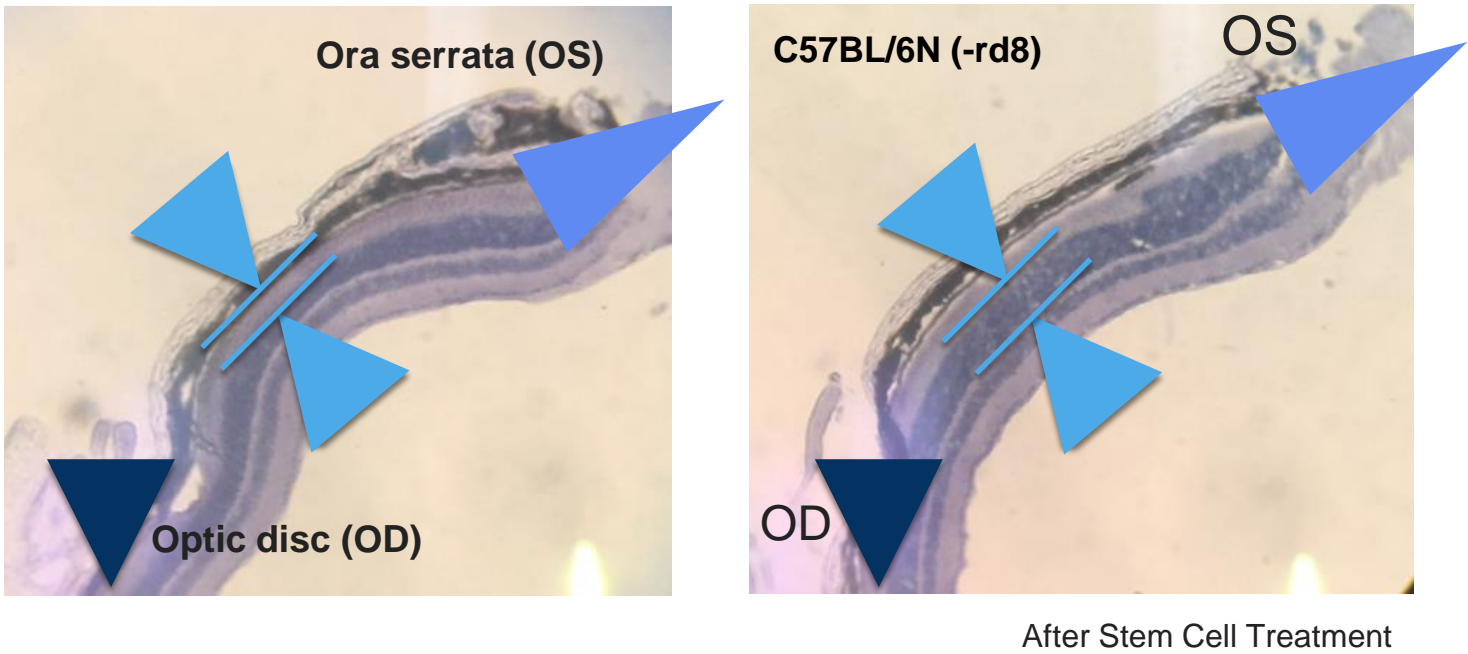 Ora serrata (OS)
Optic disc (OD)
C57BL/6N (-rd8)
OS
OD
After Stem Cell Treatment